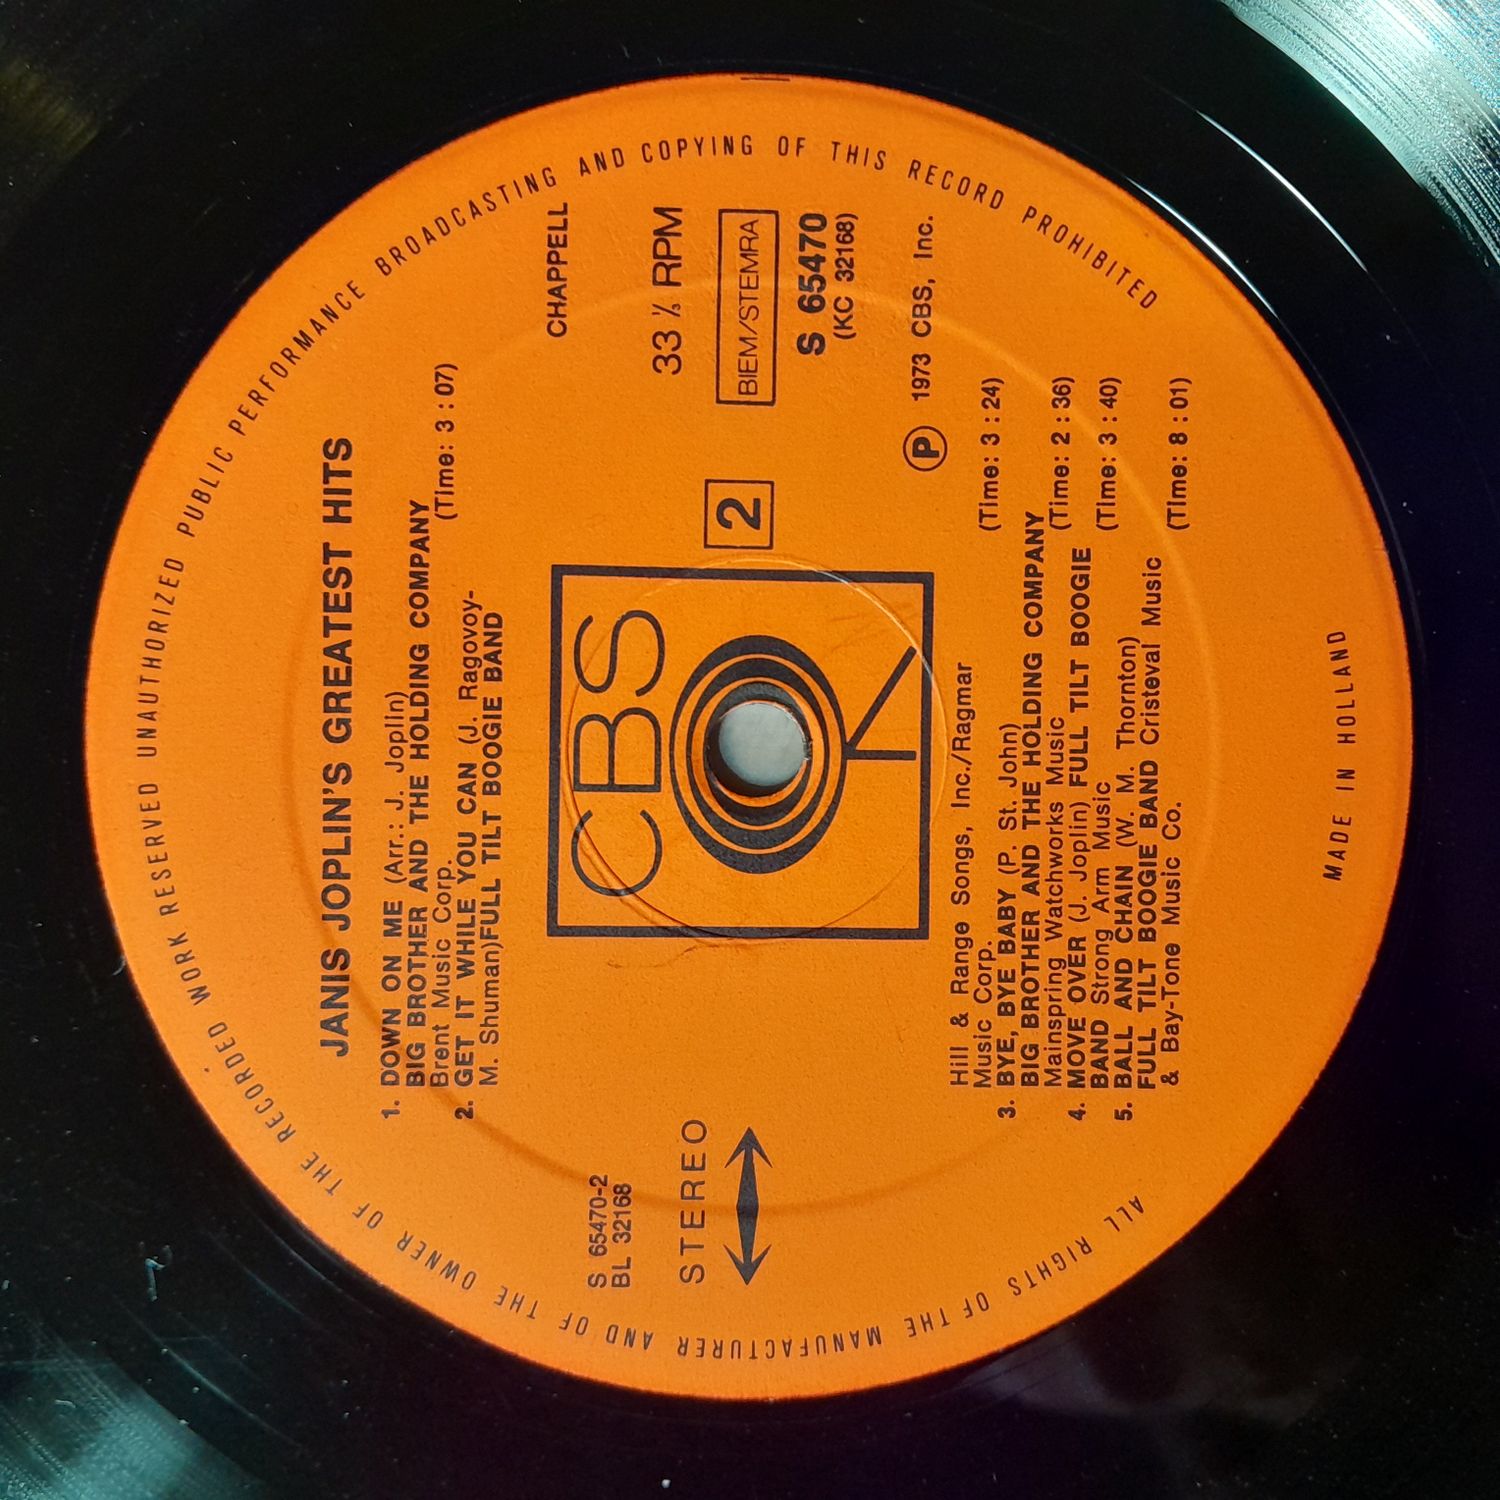 JANIS JOPLIN'S GREATEST HITS
1. DOWN ON ME (Arr.: J. Joplin)
BIG BROTHER AND THE HOLDING COMPANY
Brent Music Corp. (Time: 3 : 07)
2. GET IT WHILE YOU CAN (J. Ragovoy-
M. Shuman)FULL TILT BOOGIE BAND
CHAPPELL
S 65470-2
BL 32168
STEREO
CBS
2
33 ⅓ RPM
BIEM/STEMRA
S 65470
(KC 32168)
Ⓟ 1973 CBS, Inc.
Hill & Range Songs, Inc./Ragmar
Music Corp. (Time: 3 : 24)
3. BYE, BYE BABY (P. St. John)
BIG BROTHER AND THE HOLDING COMPANY
Mainspring Watchworks Music (Time: 2 : 36)
4. MOVE OVER (J. Joplin) FULL TILT BOOGIE
BAND Strong Arm Music (Time: 3 : 40)
5. BALL AND CHAIN (W. M. Thornton)
FULL TILT BOOGIE BAND Cristeval Music
& Bay-Tone Music Co. (Time: 8 : 01)
ALL RIGHTS OF THE MANUFACTURER AND OF THE OWNER OF THE RECORDED WORK RESERVED UNAUTHORIZED PUBLIC PERFORMANCE BROADCASTING AND COPYING OF THIS RECORD PROHIBITED
MADE IN HOLLAND